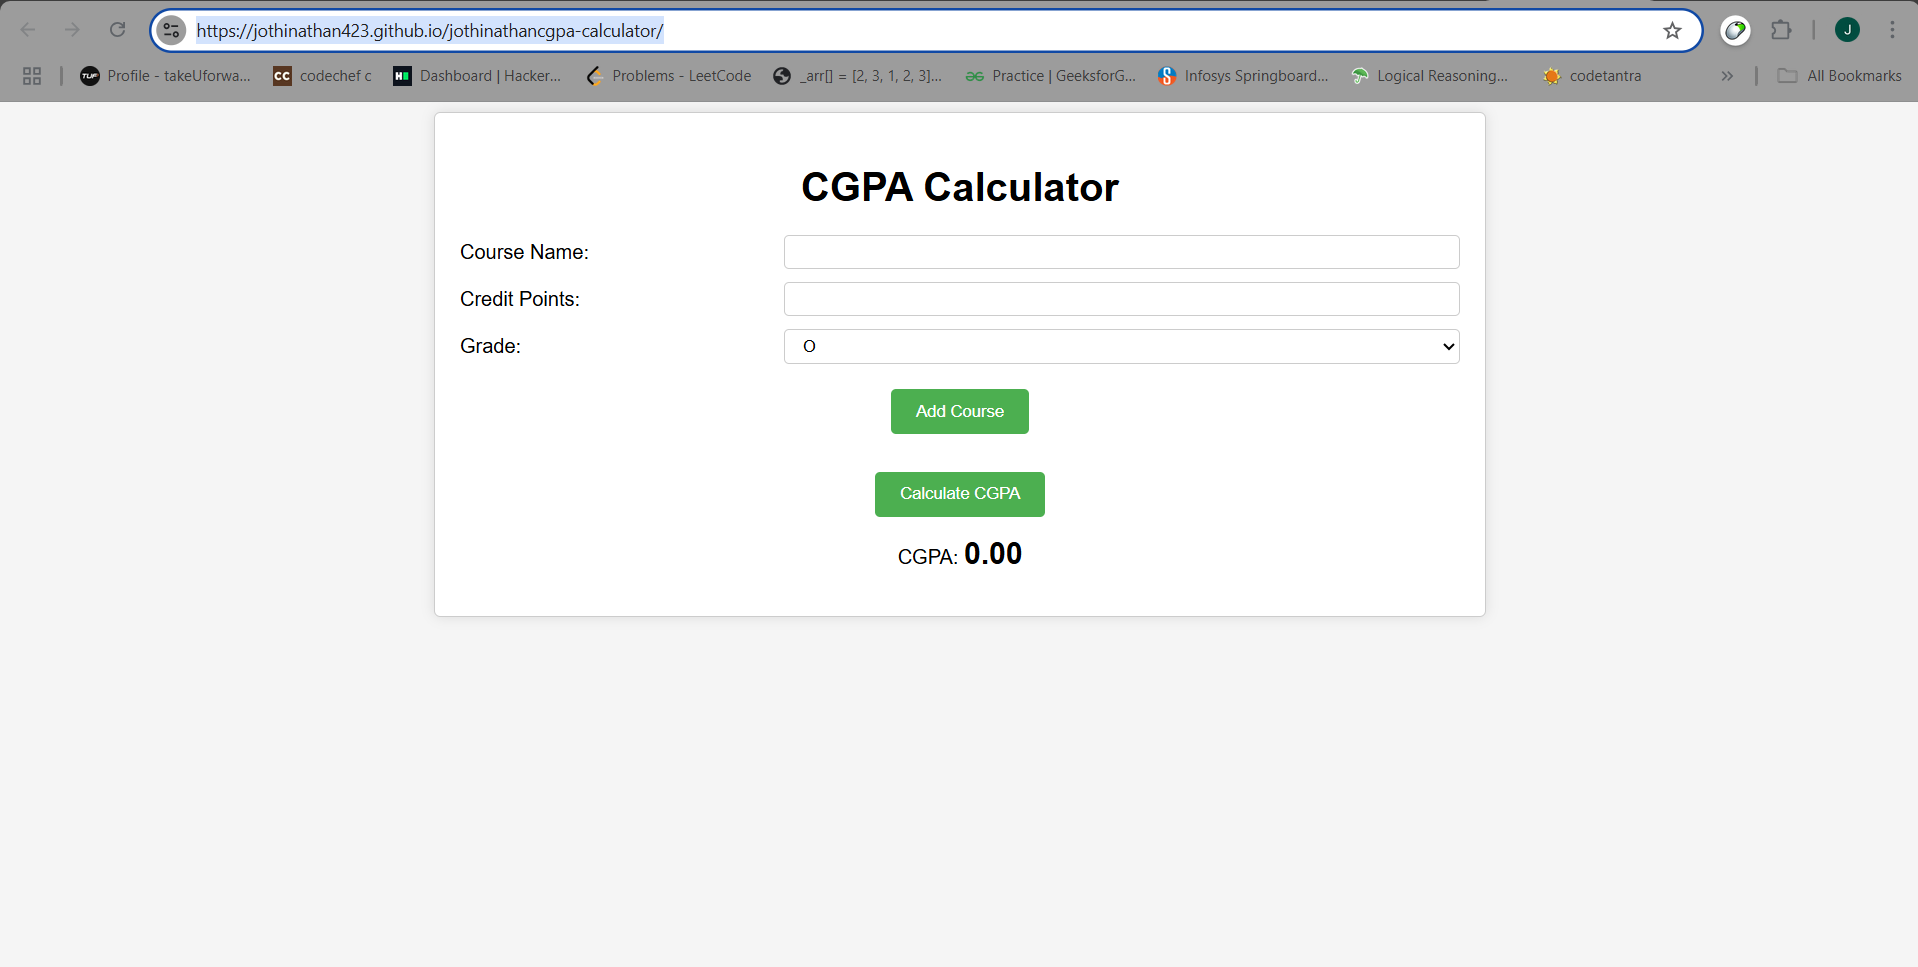 https://jothinathan423.github.io/jothinathancgpa-calculator/
J
TUF Profile - takeUforwa... CC codechef c H Dashboard | Hacker... Problems - LeetCode _arr[] = [2, 3, 1, 2, 3]... Practice | GeeksforG... Infosys Springboard... Logical Reasoning... codetantra » All Bookmarks
CGPA Calculator
Course Name:
Credit Points:
Grade: O
Add Course
Calculate CGPA
CGPA: 0.00